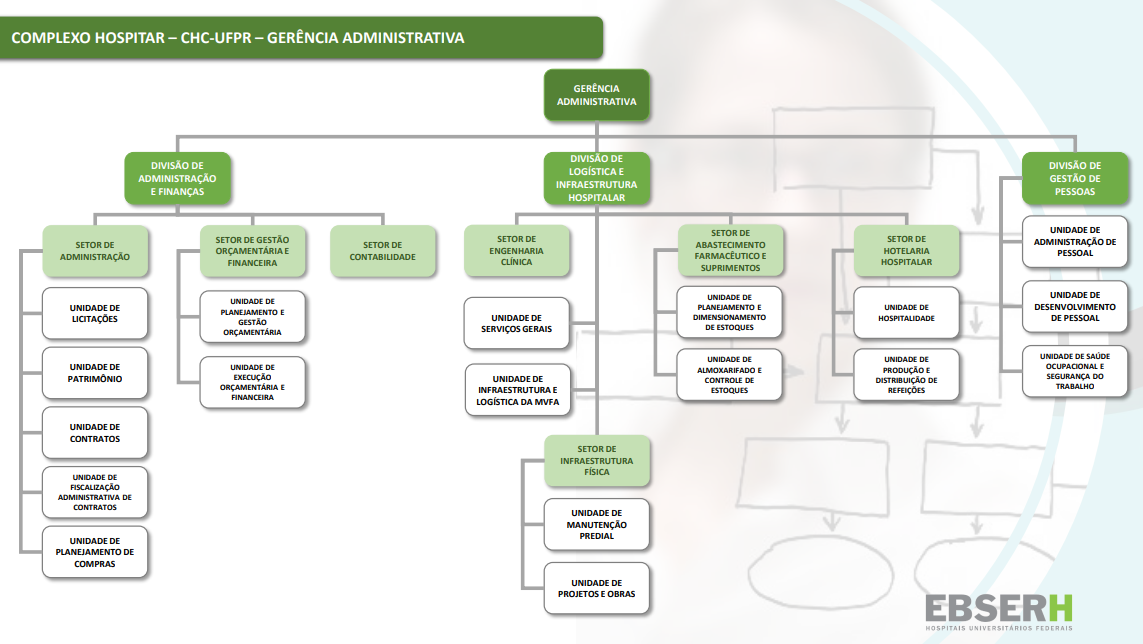 COMPLEXO HOSPITAR – CHC-UFPR – GERÊNCIA ADMINISTRATIVA
GERÊNCIA
ADMINISTRATIVA
DIVISÃO DE
ADMINISTRAÇÃO
E FINANÇAS
DIVISÃO DE
LOGÍSTICA E
INFRAESTRUTURA
HOSPITALAR
DIVISÃO DE
GESTÃO DE
PESSOAS
SETOR DE
ADMINISTRAÇÃO
SETOR DE GESTÃO
ORÇAMENTÁRIA E
FINANCEIRA
SETOR DE
CONTABILIDADE
SETOR DE
ENGENHARIA
CLÍNICA
SETOR DE
ABASTECIMENTO
FARMACÊUTICO E
SUPRIMENTOS
SETOR DE
HOTELARIA
HOSPITALAR
UNIDADE DE
ADMINISTRAÇÃO DE
PESSOAL
UNIDADE DE
LICITAÇÕES
UNIDADE DE
PLANEJAMENTO E
GESTÃO
ORÇAMENTÁRIA
UNIDADE DE
SERVIÇOS GERAIS
UNIDADE DE
PLANEJAMENTO E
DIMENSIONAMENTO
DE ESTOQUES
UNIDADE DE
HOSPITALIDADE
UNIDADE DE
DESENVOLVIMENTO
DE PESSOAL
UNIDADE DE
PATRIMÔNIO
UNIDADE DE
EXECUÇÃO
ORÇAMENTÁRIA E
FINANCEIRA
UNIDADE DE
INFRAESTRUTURA E
LOGÍSTICA DA MVFA
UNIDADE DE
ALMOXARIFADO E
CONTROLE DE
ESTOQUES
UNIDADE DE
PRODUÇÃO E
DISTRIBUIÇÃO DE
REFEIÇÕES
UNIDADE DE SAÚDE
OCUPACIONAL E
SEGURANÇA DO
TRABALHO
UNIDADE DE
CONTRATOS
SETOR DE
INFRAESTRUTURA
FÍSICA
UNIDADE DE
FISCALIZAÇÃO
ADMINISTRATIVA DE
CONTRATOS
UNIDADE DE
MANUTENÇÃO
PREDIAL
UNIDADE DE
PLANEJAMENTO DE
COMPRAS
UNIDADE DE
PROJETOS E OBRAS
EBSERH
HOSPITAIS UNIVERSITÁRIOS FEDERAIS